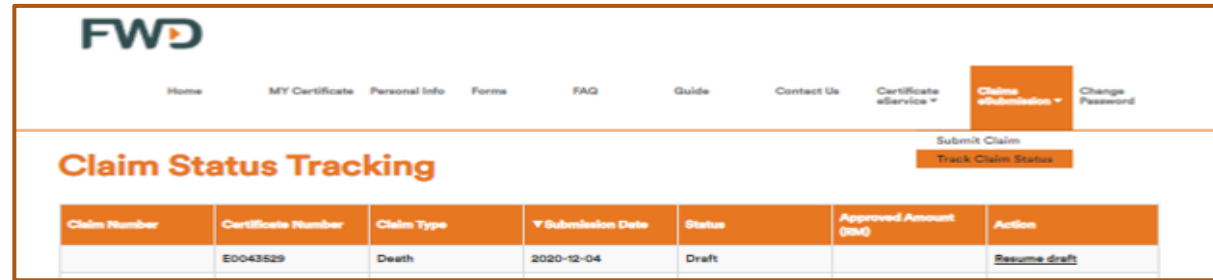 FWD
Home MY Certificate Personal Info Forms FAQ Guide Contact Us Certificate eService ▾ Claims eSubmission ▾ Change Password
Submit Claim
Track Claim Status
Claim Status Tracking
Claim Number Certificate Number Claim Type ▼Submission Date Status Approved Amount (RM) Action
E0043529 Death 2020-12-04 Draft Resume draft